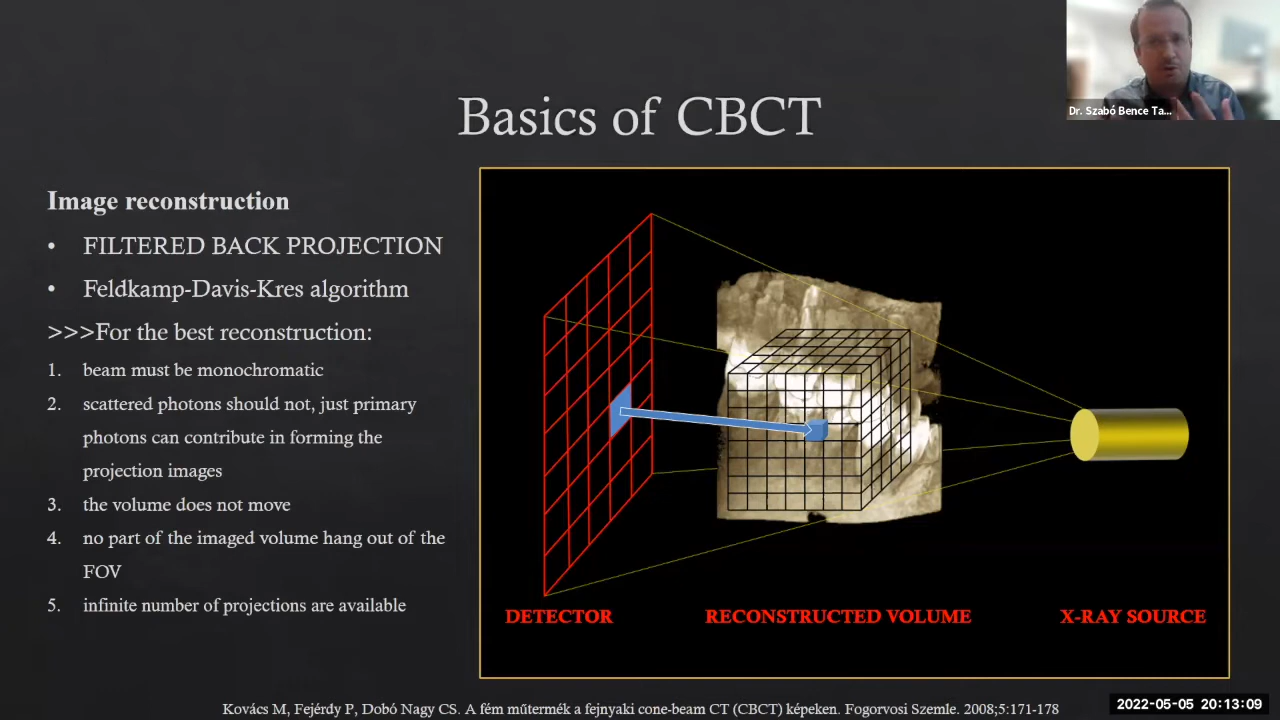 Dr. Szabó Bence Ta...
Basics of CBCT
Image reconstruction
• FILTERED BACK PROJECTION
• Feldkamp-Davis-Kres algorithm
>>>For the best reconstruction:
1. beam must be monochromatic
2. scattered photons should not, just primary
photons can contribute in forming the
projection images
3. the volume does not move
4. no part of the imaged volume hang out of the
FOV
5. infinite number of projections are available
DETECTOR
RECONSTRUCTED VOLUME
X-RAY SOURCE
Kovács M, Fejérdy P, Dobó Nagy CS. A fém műtermék a fejnyaki cone-beam CT (CBCT) képeken. Fogorvosi Szemle. 2008;5:171-178
2022-05-05 20:13:09